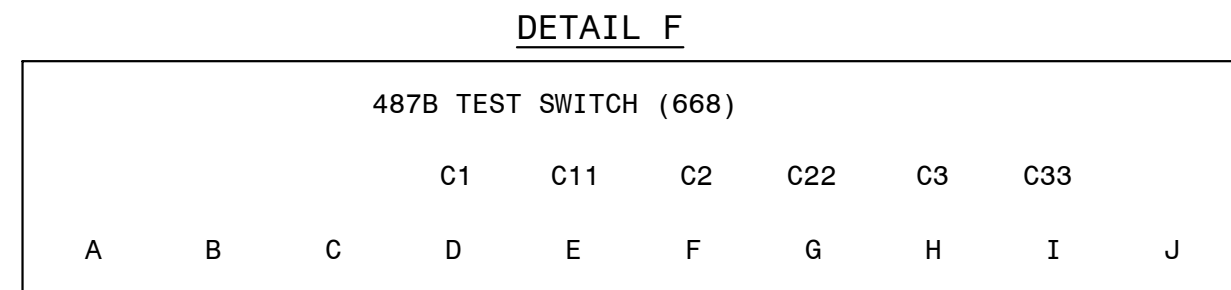 DETAIL F
487B TEST SWITCH (668)
C1 C11 C2 C22 C3 C33
A B C D E F G H I J